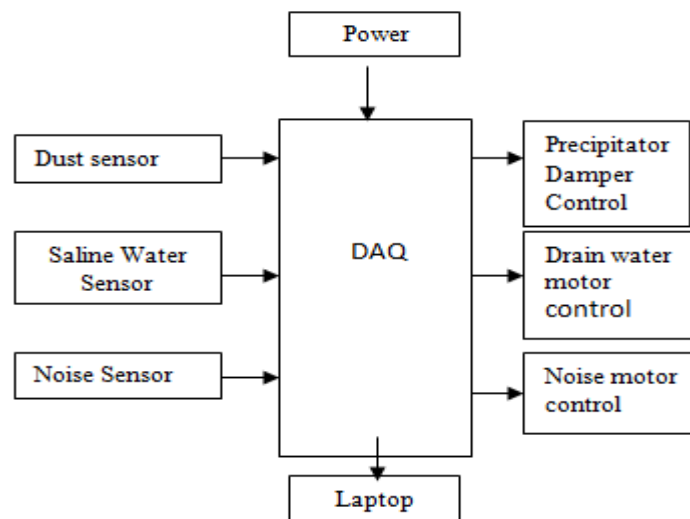 Power
Dust sensor
Saline Water
Sensor
Noise Sensor
DAQ
Precipitator
Damper
Control
Drain water
motor
control
Noise motor
control
Laptop